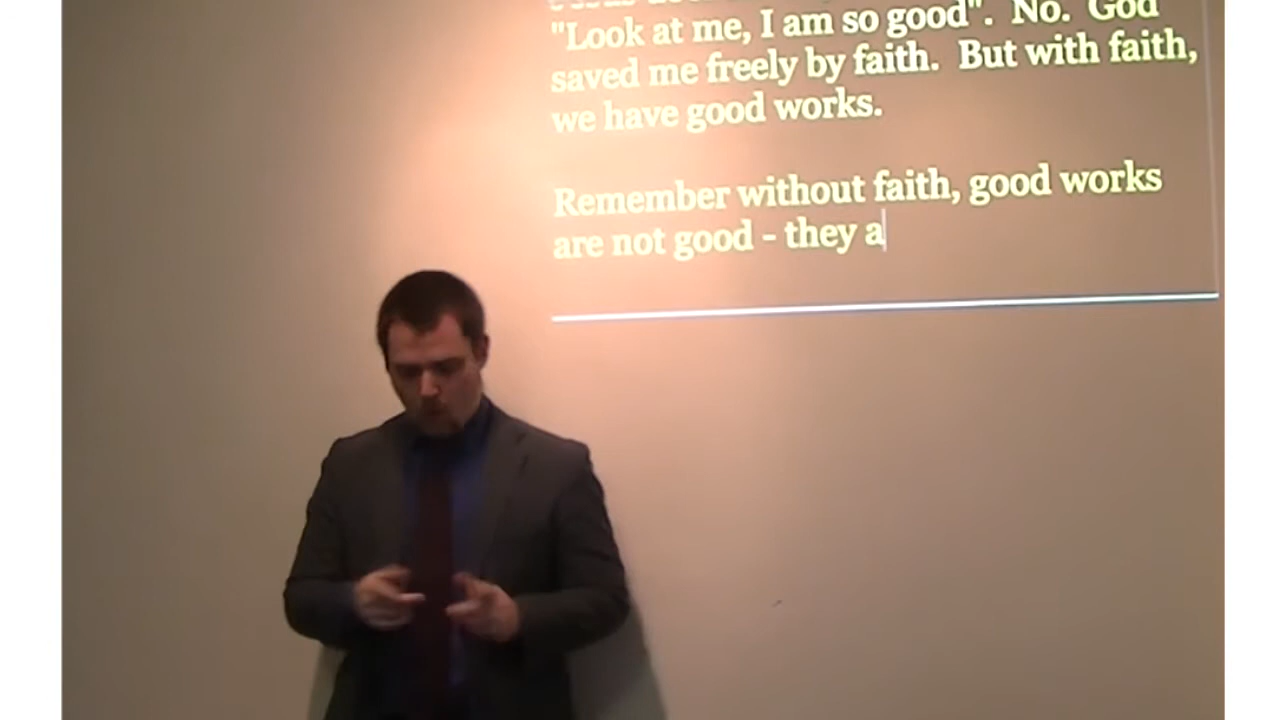 "Look at me, I am so good".  No.  God
saved me freely by faith.  But with faith,
we have good works.
Remember without faith, good works
are not good - they a